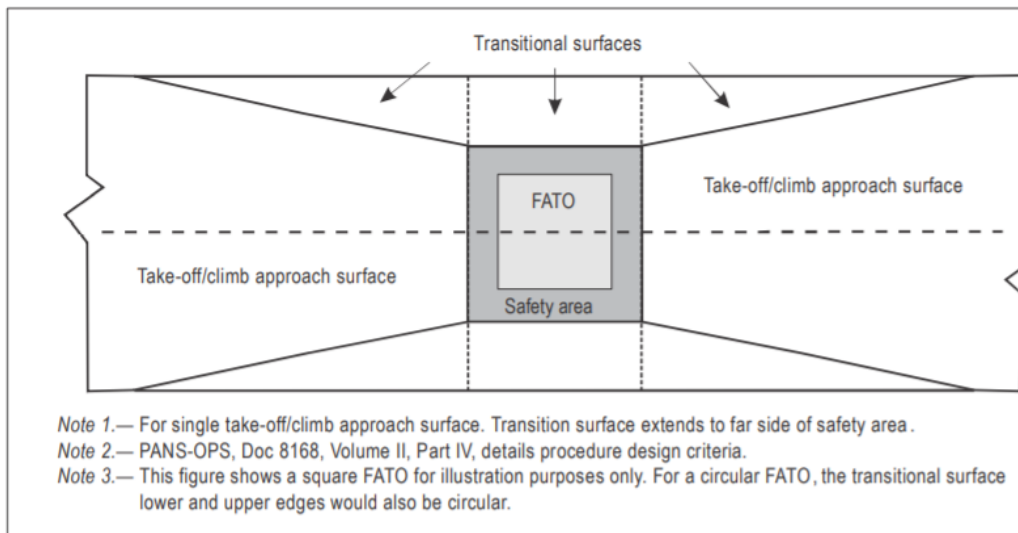 Transitional surfaces
FATO
Take-off/climb approach surface
Take-off/climb approach surface
Safety area
Note 1.— For single take-off/climb approach surface. Transition surface extends to far side of safety area.
Note 2.— PANS-OPS, Doc 8168, Volume II, Part IV, details procedure design criteria.
Note 3.— This figure shows a square FATO for illustration purposes only. For a circular FATO, the transitional surface
lower and upper edges would also be circular.